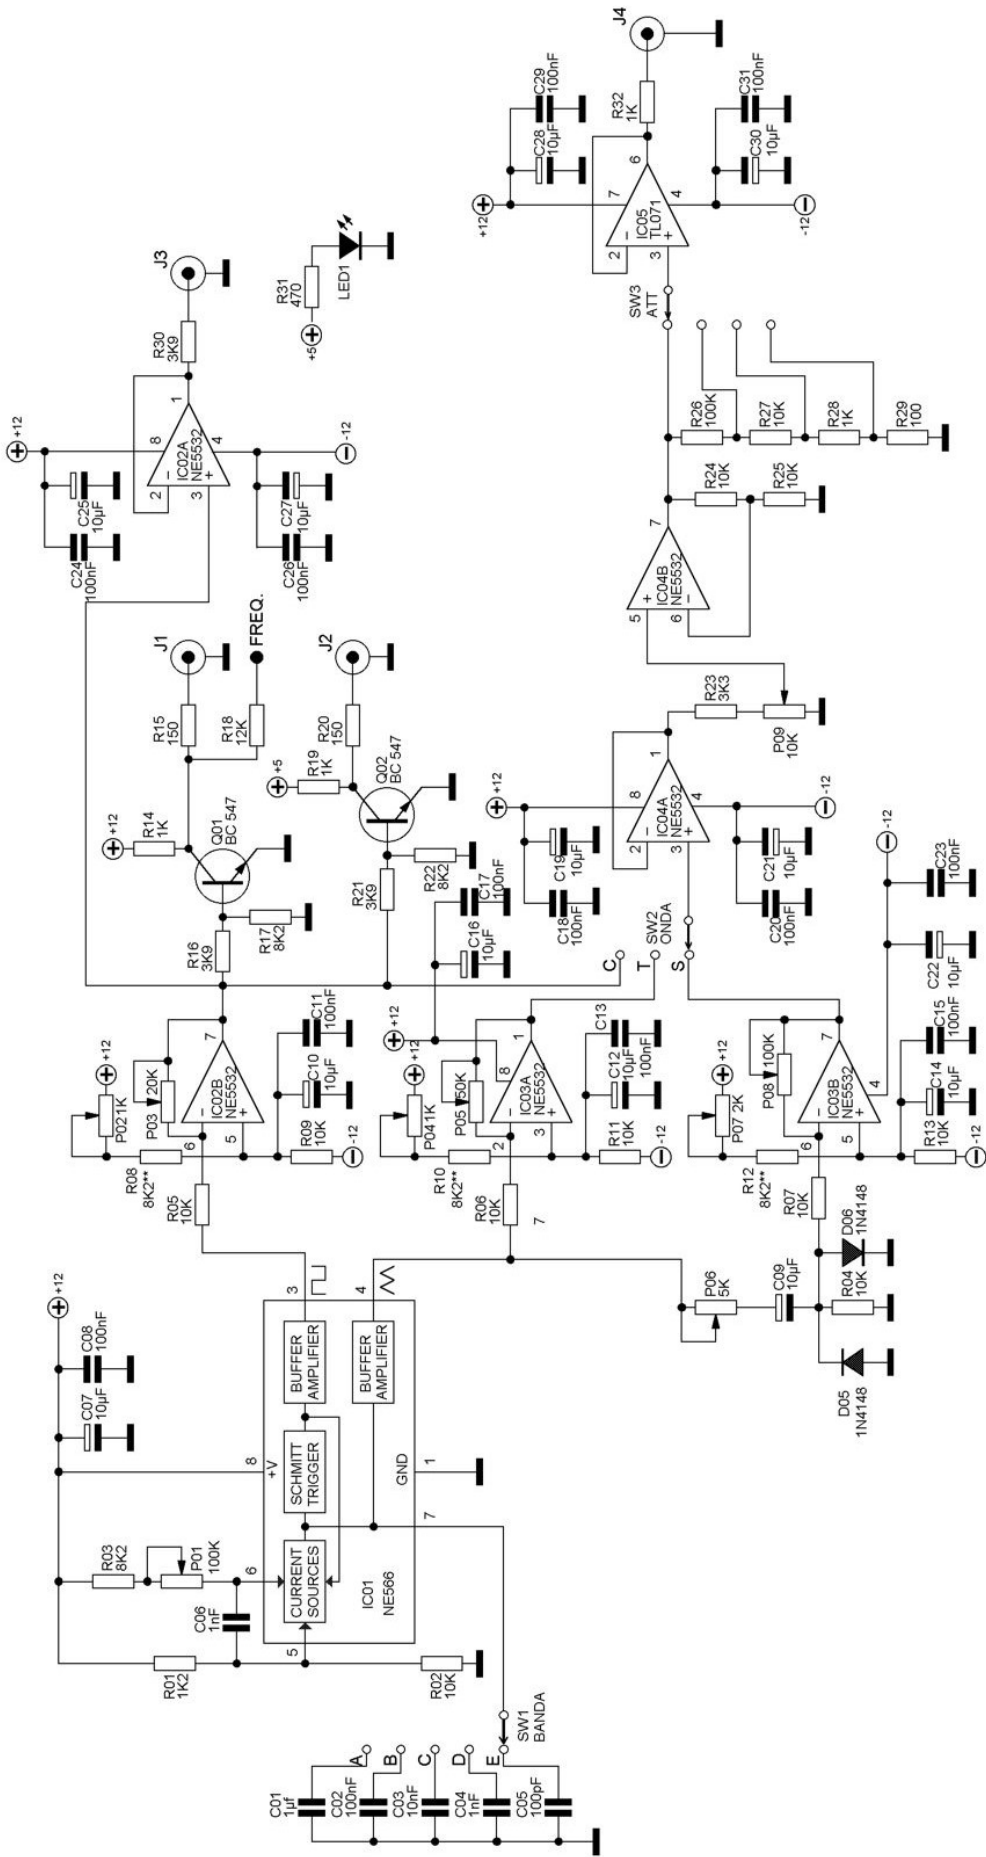 C01
1µf
C02
100nF
C03
10nF
C04
1nF
C05
100pF
A
B
C
D
E
SW1
BANDA
R01
1K2
R02
10K
R03
8K2
P01
100K
C06
1nF
5
6
CURRENT
SOURCES
SCHMITT
TRIGGER
BUFFER
AMPLIFIER
BUFFER
AMPLIFIER
IC01
NE566
8
+V
GND
1
7
3
4
C07
10µF
C08
100nF
+12
R05
10K
R06
10K
7
P06
5K
C09
10µF
D05
1N4148
R04
10K
D06
1N4148
R07
10K
R08
8K2**
P02 1K
+12
P03
20K
6
5
7
IC02B
NE5532
R09
10K
-12
C10
10µF
C11
100nF
R10
8K2**
P04 1K
+12
P05
50K
2
3
8
1
IC03A
NE5532
R11
10K
-12
C12
10µF
C13
100nF
R12
8K2**
P07 2K
+12
P08
100K
6
5
7
4
IC03B
NE5532
R13
10K
-12
C14
10µF
C15
100nF
+12
C16
10µF
C17
100nF
C22
10µF
C23
100nF
-12
R16
3K9
R17
8K2
Q01
BC 547
R14
1K
+12
R15
150
J1
R18
12K
FREQ.
R21
3K9
R22
8K2
Q02
BC 547
R19
1K
+5
R20
150
J2
C
T
S
SW2
ONDA
C18
100nF
C19
10µF
+12
2
3
8
4
1
IC04A
NE5532
C20
100nF
C21
10µF
-12
R23
3K3
P09
10K
5
6
7
IC04B
NE5532
R24
10K
R25
10K
R26
100K
R27
10K
R28
1K
R29
100
SW3
ATT
C24
100nF
C25
10µF
+12
2
3
8
4
1
IC02A
NE5532
C26
100nF
C27
10µF
-12
R30
3K9
J3
+5
R31
470
LED1
+12
C28
10µF
C29
100nF
2
3
7
4
6
IC05
TL071
C30
10µF
C31
100nF
-12
R32
1K
J4